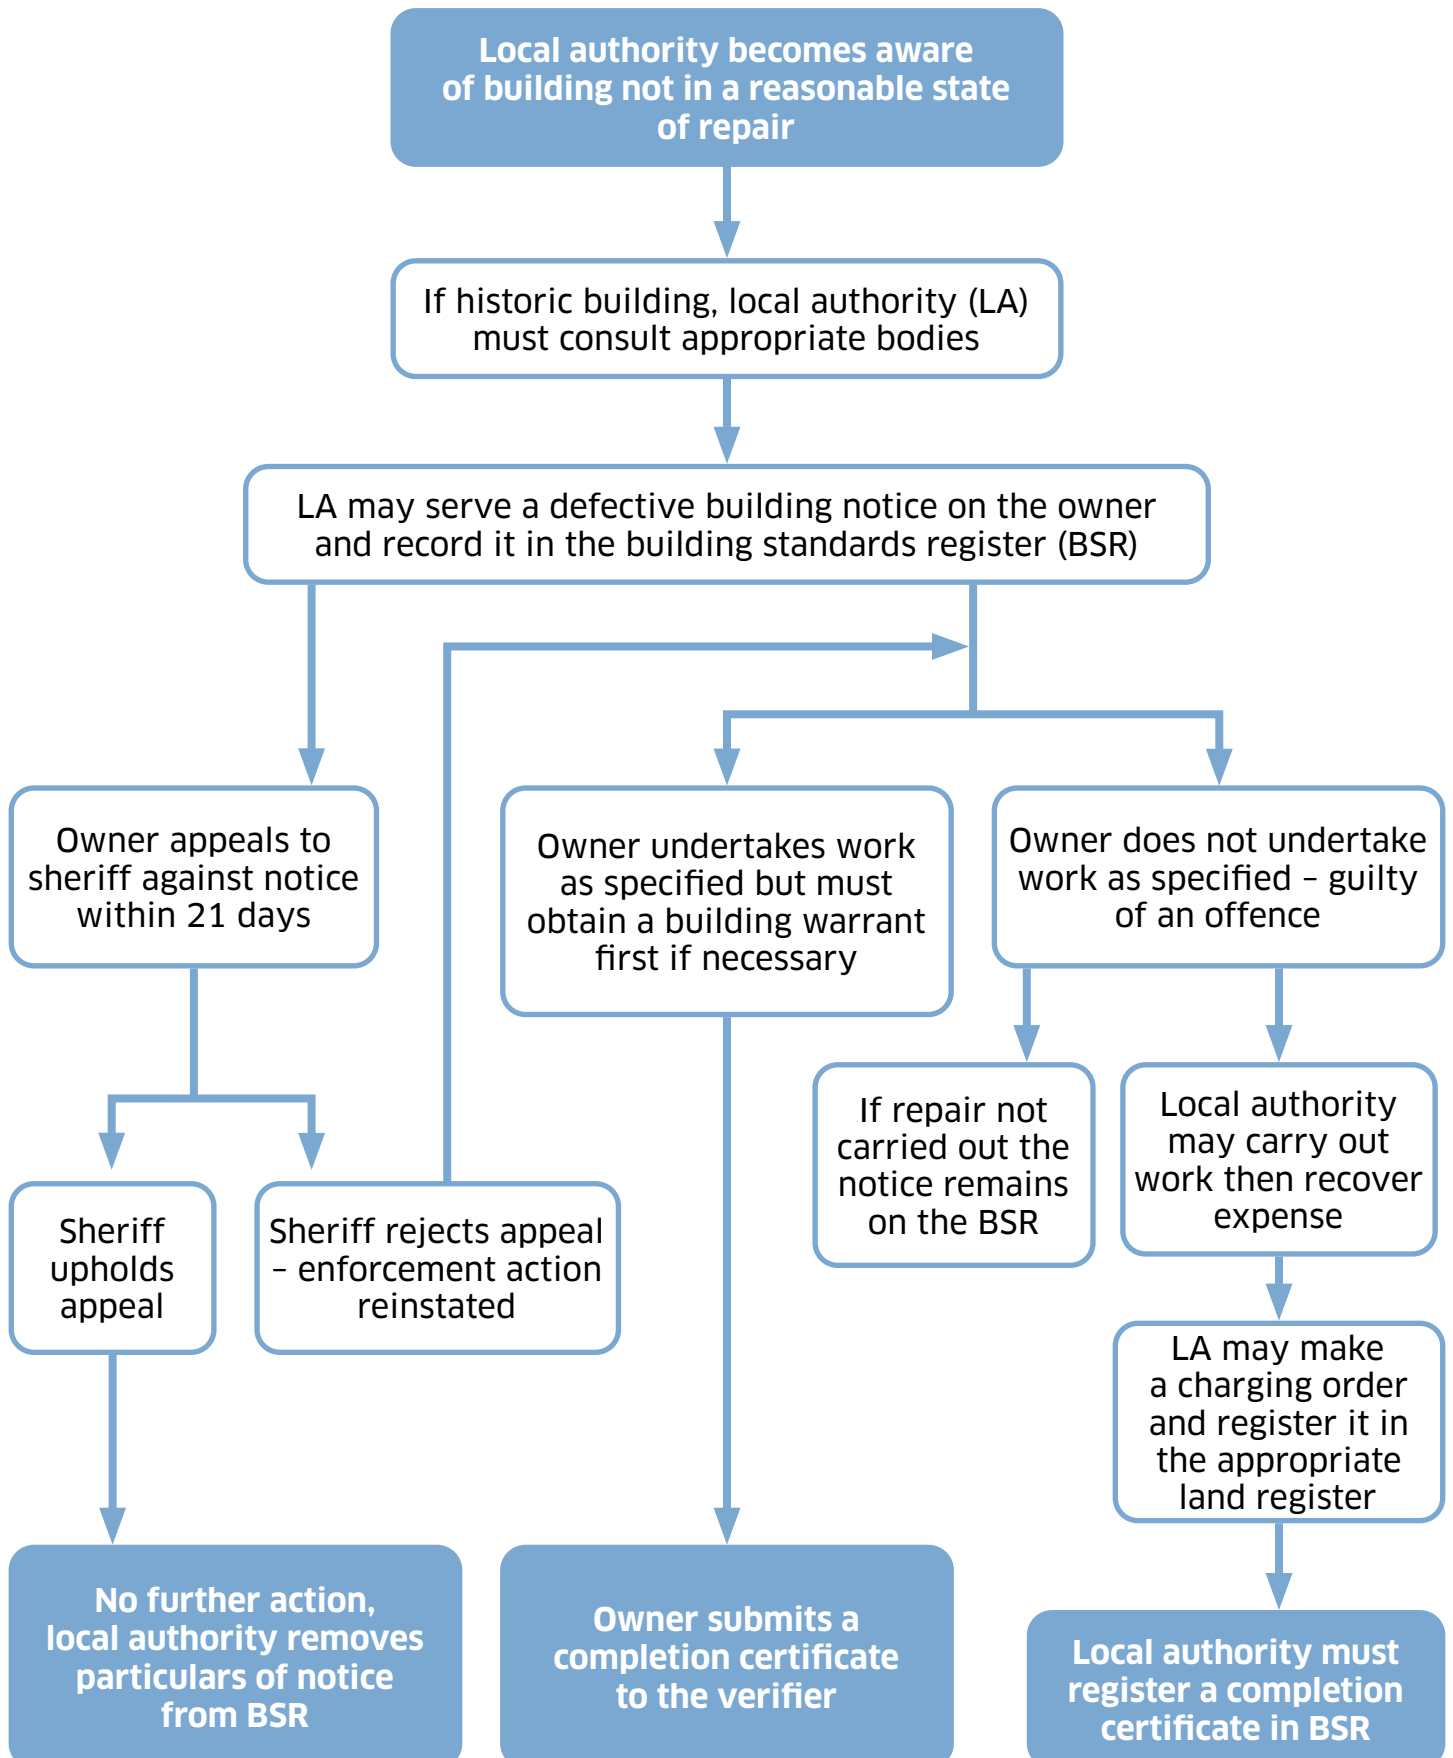 Local authority becomes aware
of building not in a reasonable state
of repair
If historic building, local authority (LA)
must consult appropriate bodies
LA may serve a defective building notice on the owner
and record it in the building standards register (BSR)
Owner appeals to
sheriff against notice
within 21 days
Owner undertakes work
as specified but must
obtain a building warrant
first if necessary
Owner does not undertake
work as specified – guilty
of an offence
If repair not
carried out the
notice remains
on the BSR
Local authority
may carry out
work then recover
expense
Sheriff
upholds
appeal
Sheriff rejects appeal
– enforcement action
reinstated
LA may make
a charging order
and register it in
the appropriate
land register
No further action,
local authority removes
particulars of notice
from BSR
Owner submits a
completion certificate
to the verifier
Local authority must
register a completion
certificate in BSR